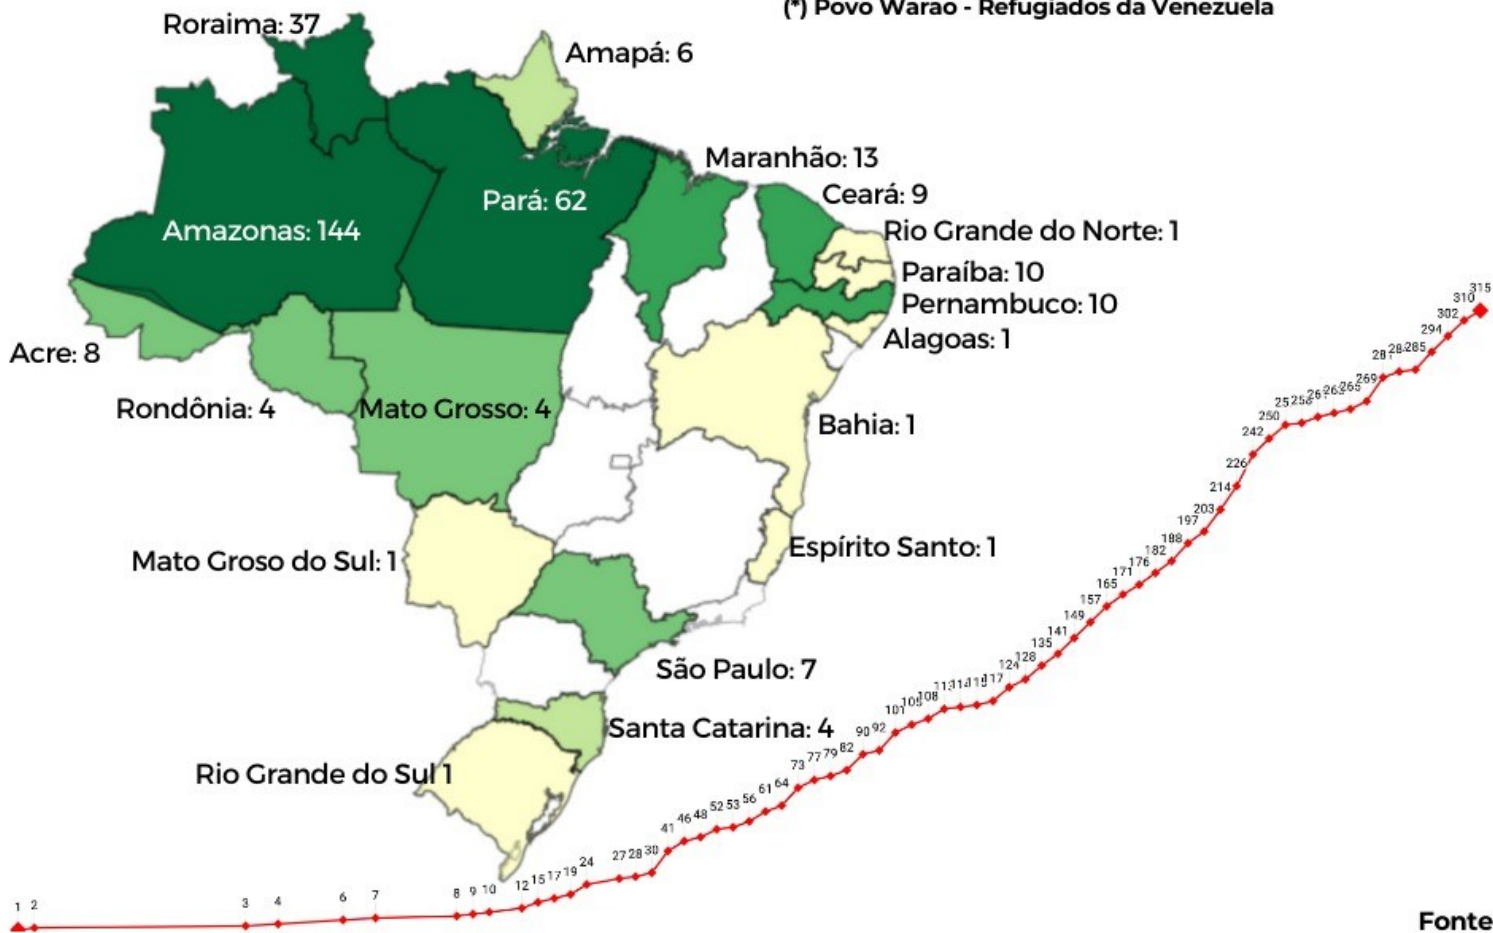 (*) Povo Warao - Refugiados da Venezuela
Roraima: 37
Amapá: 6
Maranhão: 13
Ceará: 9
Pará: 62
Amazonas: 144
Rio Grande do Norte: 1
Paraíba: 10
Pernambuco: 10
Alagoas: 1
Acre: 8
Rondônia: 4
Mato Grosso: 4
Bahia: 1
Mato Groso do Sul: 1
Espírito Santo: 1
São Paulo: 7
Santa Catarina: 4
Rio Grande do Sul 1
1 2 3 4 6 7 8 9 10 12 15 17 19 24 27 28 30 41 46 48 52 53 56 61 64 73 77 79 82 90 92 101 105 108 114 117 124 128 135 141 149 157 165 171 176 182 188 197 203 214 226 242 250 265 269 285 294 302 310 315
Fonte